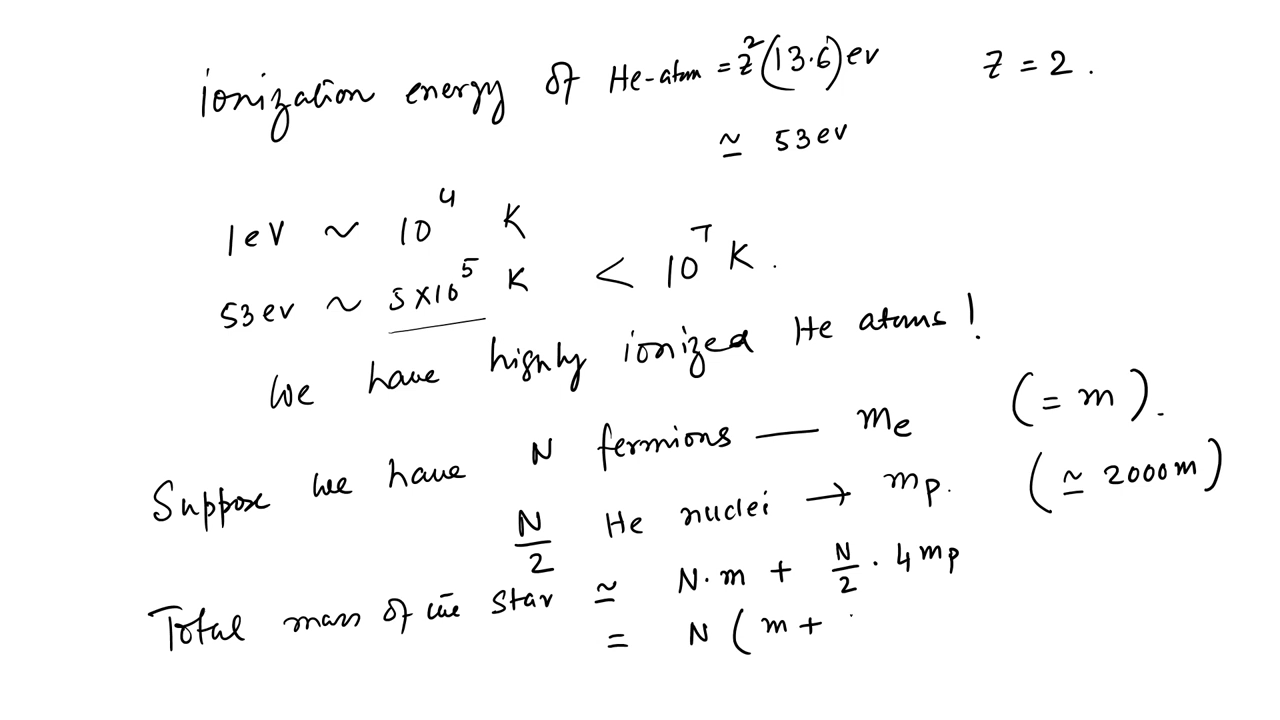 ionization energy of He-atom = z²(13.6)ev z = 2.
≃ 53ev
1eV ~ 10⁴ K
53ev ~ 5×10⁵ K < 10⁷ K.
We have highly ionized He atoms!
Suppose we have N fermions — mₑ (= m).
N/2 He nuclei → mₚ. (≃ 2000m)
Total mass of the star ≃ N·m + N/2 · 4mₚ
= N ( m +